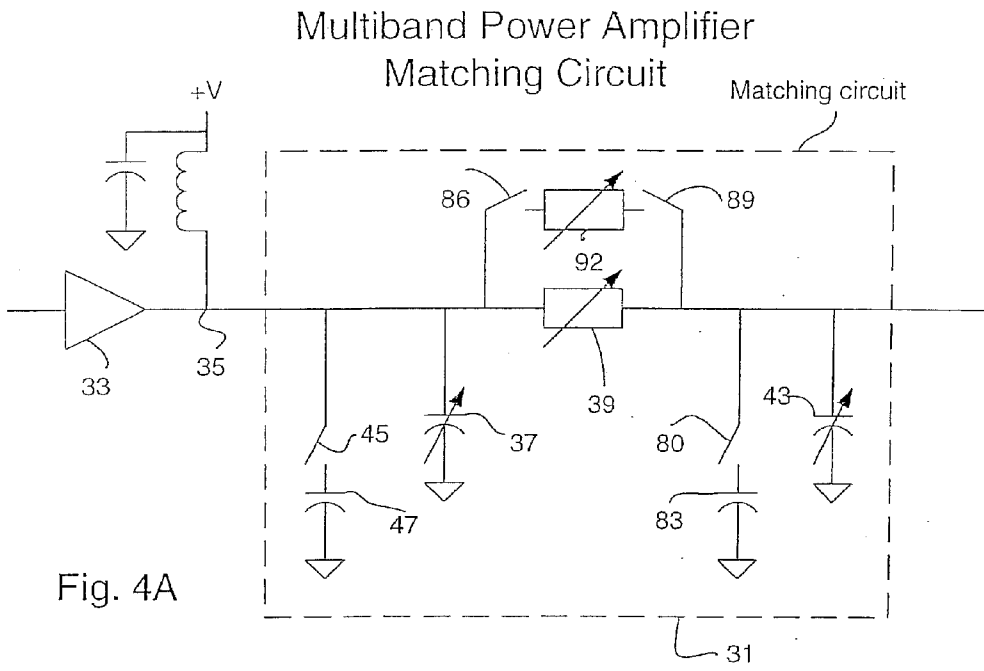 Multiband Power Amplifier
Matching Circuit
+V
Matching circuit
86
89
92
33
35
39
43
45
37
80
47
83
Fig. 4A
31